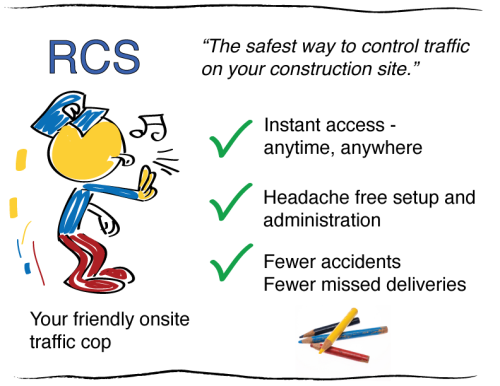 RCS
“The safest way to control traffic
on your construction site.”
Instant access -
anytime, anywhere
Headache free setup and
administration
Fewer accidents
Fewer missed deliveries
Your friendly onsite
traffic cop